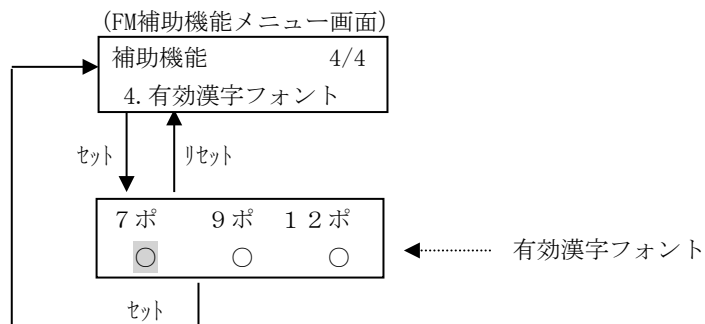 (FM補助機能メニュー画面)
補助機能 4/4
4.有効漢字フォント
ｾｯﾄ ﾘｾｯﾄ
７ポ ９ポ １２ポ
○ ○ ○ 有効漢字フォント
ｾｯﾄ